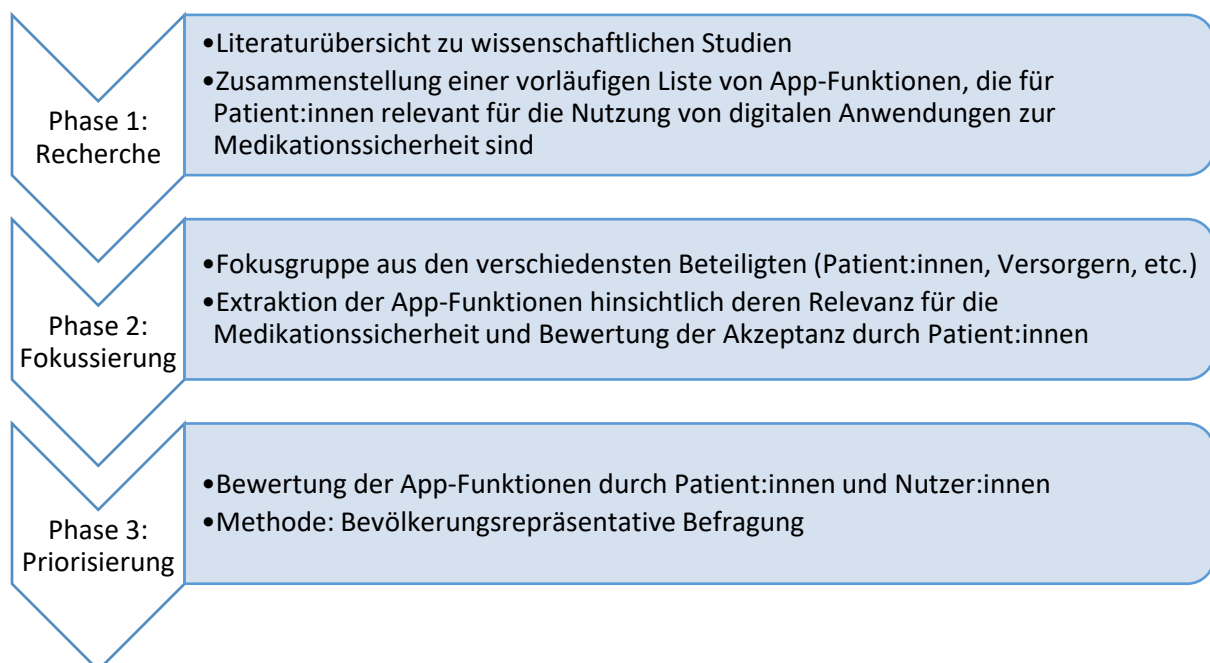 Phase 1:
Recherche
•Literaturübersicht zu wissenschaftlichen Studien
•Zusammenstellung einer vorläufigen Liste von App-Funktionen, die für
Patient:innen relevant für die Nutzung von digitalen Anwendungen zur
Medikationssicherheit sind
Phase 2:
Fokussierung
•Fokusgruppe aus den verschiedensten Beteiligten (Patient:innen, Versorgern, etc.)
•Extraktion der App-Funktionen hinsichtlich deren Relevanz für die
Medikationssicherheit und Bewertung der Akzeptanz durch Patient:innen
Phase 3:
Priorisierung
•Bewertung der App-Funktionen durch Patient:innen und Nutzer:innen
•Methode: Bevölkerungsrepräsentative Befragung